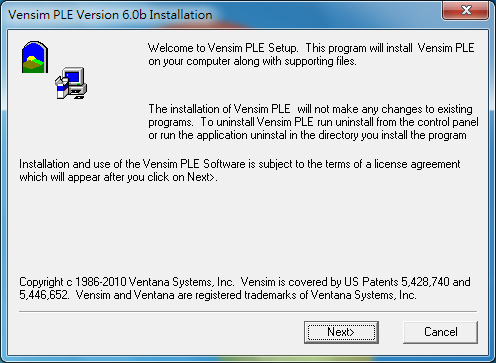 Vensim PLE Version 6.0b Installation
Welcome to Vensim PLE Setup. This program will install Vensim PLE
on your computer along with supporting files.
The installation of Vensim PLE will not make any changes to existing
programs. To uninstall Vensim PLE run uninstall from the control panel
or run the application uninstal in the directory you install the program
Installation and use of the Vensim PLE Software is subject to the terms of a license agreement
which will appear after you click on Next>.
Copyright c 1986-2010 Ventana Systems, Inc. Vensim is covered by US Patents 5,428,740 and
5,446,652. Vensim and Ventana are registered trademarks of Ventana Systems, Inc.
Next>
Cancel